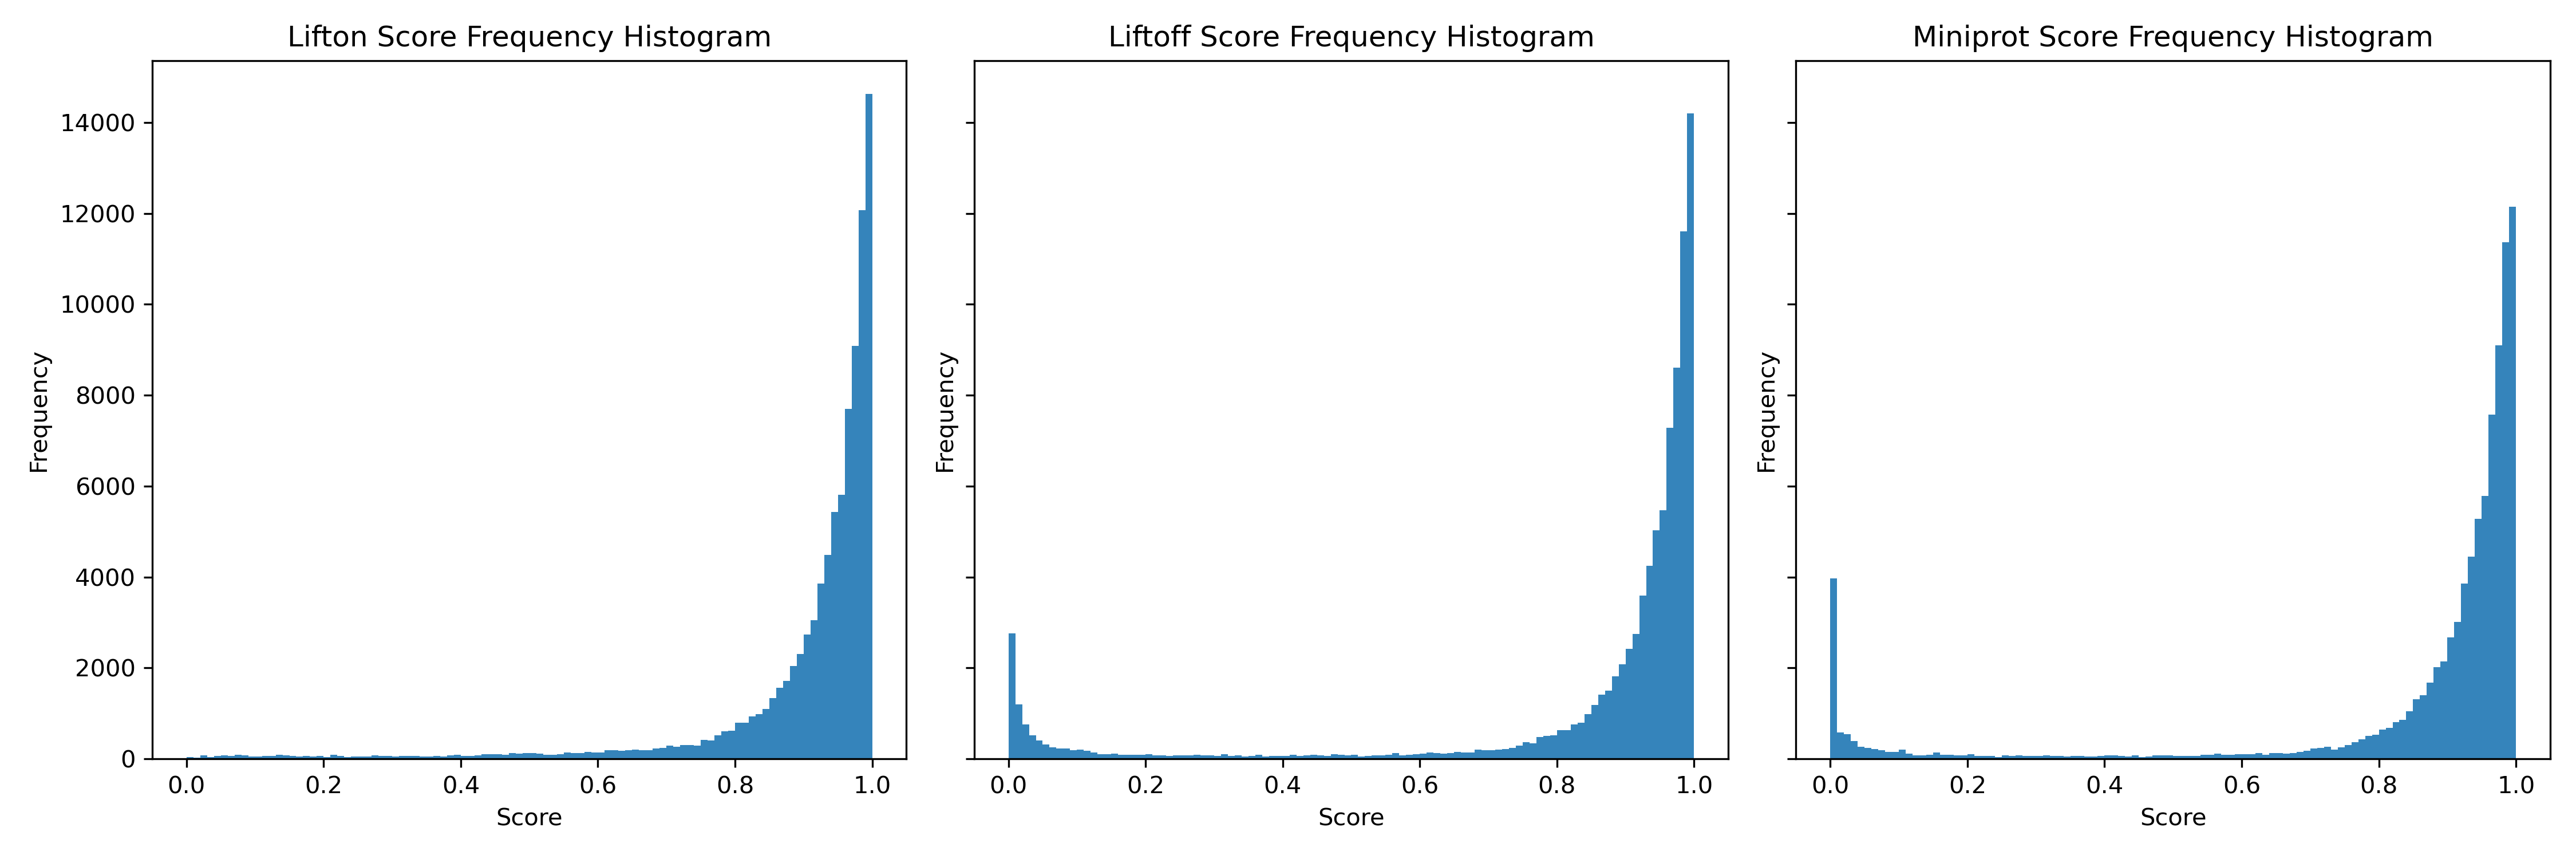 Lifton Score Frequency Histogram
Frequency
14000
12000
10000
8000
6000
4000
2000
0
0.0 0.2 0.4 0.6 0.8 1.0
Score
Liftoff Score Frequency Histogram
Frequency
0.0 0.2 0.4 0.6 0.8 1.0
Score
Miniprot Score Frequency Histogram
Frequency
0.0 0.2 0.4 0.6 0.8 1.0
Score